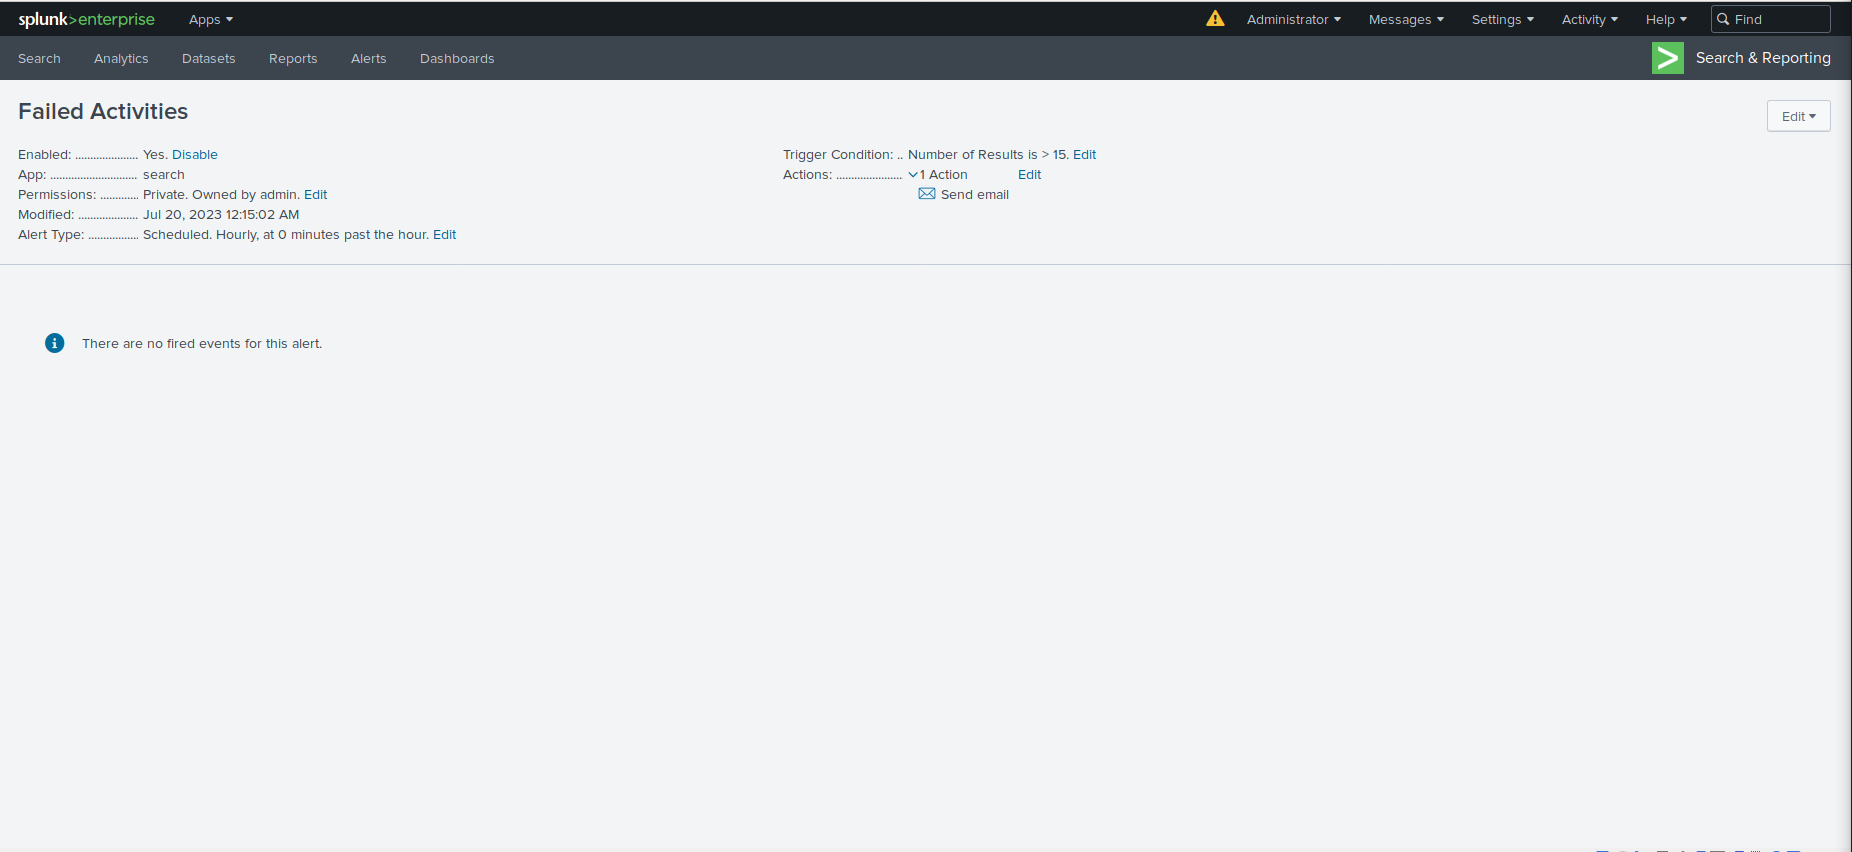 splunk>enterprise Apps Administrator Messages Settings Activity Help Find
Search Analytics Datasets Reports Alerts Dashboards Search & Reporting
Failed Activities
Edit
Enabled: ..................... Yes. Disable
App: ............................. search
Permissions: ............. Private. Owned by admin. Edit
Modified: .................... Jul 20, 2023 12:15:02 AM
Alert Type: ................. Scheduled. Hourly, at 0 minutes past the hour. Edit
Trigger Condition: .. Number of Results is > 15. Edit
Actions: ...................... 1 Action Edit
Send email
There are no fired events for this alert.